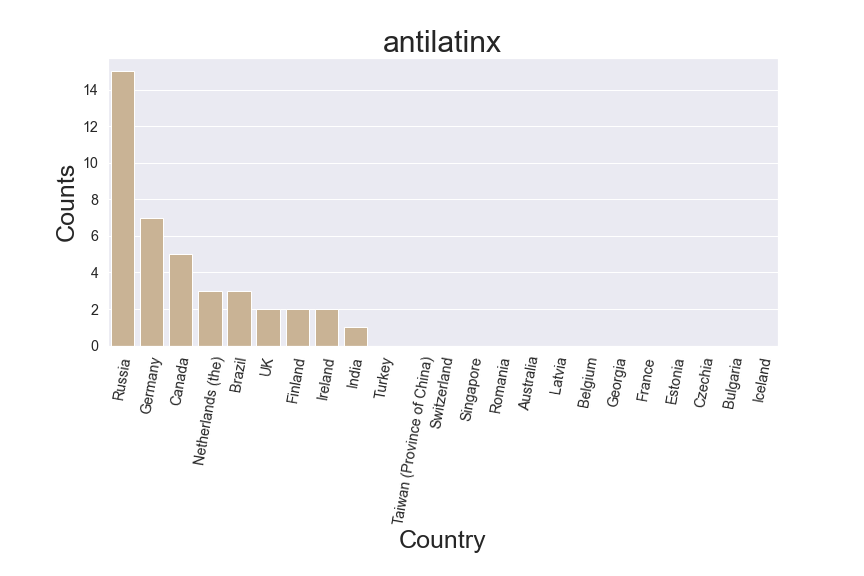 antilatinx
Counts
14
12
10
8
6
4
2
0
Russia
Germany
Canada
Netherlands (the)
Brazil
UK
Finland
Ireland
India
Turkey
Taiwan (Province of China)
Switzerland
Singapore
Romania
Australia
Latvia
Belgium
Georgia
France
Estonia
Czechia
Bulgaria
Iceland
Country